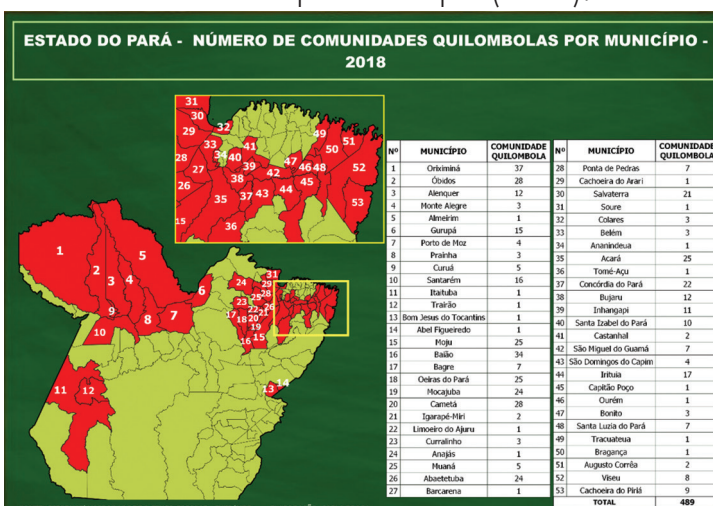 ESTADO DO PARÁ - NÚMERO DE COMUNIDADES QUILOMBOLAS POR MUNICÍPIO -
2018
Nº MUNICÍPIO COMUNIDADE QUILOMBOLA
1 Oriximiná 37
2 Óbidos 28
3 Alenquer 12
4 Monte Alegre 3
5 Almeirim 1
6 Gurupá 15
7 Porto de Moz 4
8 Prainha 3
9 Curuá 5
10 Santarém 16
11 Itaituba 1
12 Trairão 1
13 Bom Jesus do Tocantins 1
14 Abel Figueiredo 1
15 Moju 25
16 Baião 34
17 Bagre 7
18 Oeiras do Pará 25
19 Mocajuba 24
20 Cametá 28
21 Igarapé-Miri 2
22 Limoeiro do Ajuru 1
23 Curralinho 3
24 Anajás 1
25 Muaná 5
26 Abaetetuba 24
27 Barcarena 1
Nº MUNICÍPIO COMUNIDADE QUILOMBOLA
28 Ponta de Pedras 7
29 Cachoeira do Arari 1
30 Salvaterra 21
31 Soure 1
32 Colares 3
33 Belém 3
34 Ananindeua 1
35 Acará 25
36 Tomé-Açu 1
37 Concórdia do Pará 22
38 Bujaru 12
39 Inhangapi 11
40 Santa Izabel do Pará 10
41 Castanhal 2
42 São Miguel do Guamá 7
43 São Domingos do Capim 4
44 Irituia 17
45 Capitão Poço 1
46 Ourém 1
47 Bonito 3
48 Santa Luzia do Pará 7
49 Tracuateua 1
50 Bragança 1
51 Augusto Corrêa 2
52 Viseu 8
53 Cachoeira do Piriá 9
TOTAL 489
31
30
29
32
33
28
27
34
40
41
39
38
26
35
37
43
42
47
44
46
48
45
49
50
51
52
53
36
15
1
2
3
4
5
6
7
8
9
10
11
12
13
14
24
31
29
28
25
23
26
22
21
17
18
20
19
16
15